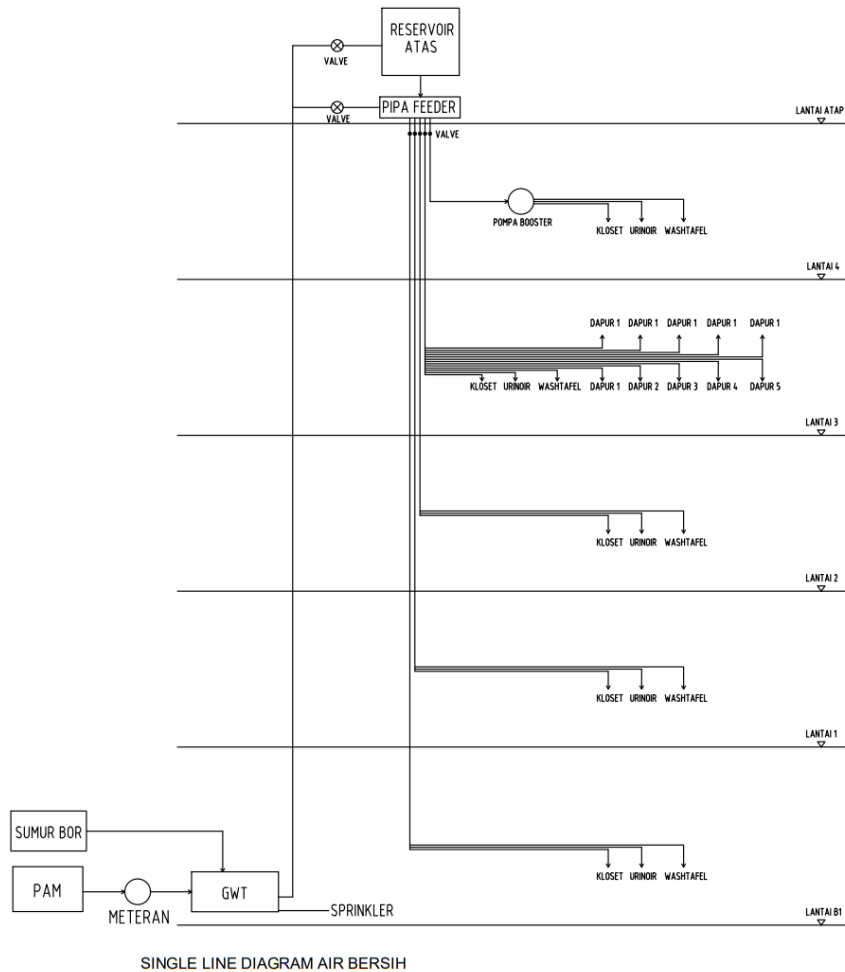 RESERVOIR
ATAS
VALVE
PIPA FEEDER
VALVE
LANTAI ATAP
VALVE
POMPA BOOSTER
KLOSET URINOIR WASHTAFEL
LANTAI 4
DAPUR 1 DAPUR 1 DAPUR 1 DAPUR 1 DAPUR 1
KLOSET URINOIR WASHTAFEL DAPUR 1 DAPUR 2 DAPUR 3 DAPUR 4 DAPUR 5
LANTAI 3
KLOSET URINOIR WASHTAFEL
LANTAI 2
KLOSET URINOIR WASHTAFEL
LANTAI 1
SUMUR BOR
KLOSET URINOIR WASHTAFEL
PAM
GWT
METERAN
SPRINKLER
LANTAI B1
SINGLE LINE DIAGRAM AIR BERSIH